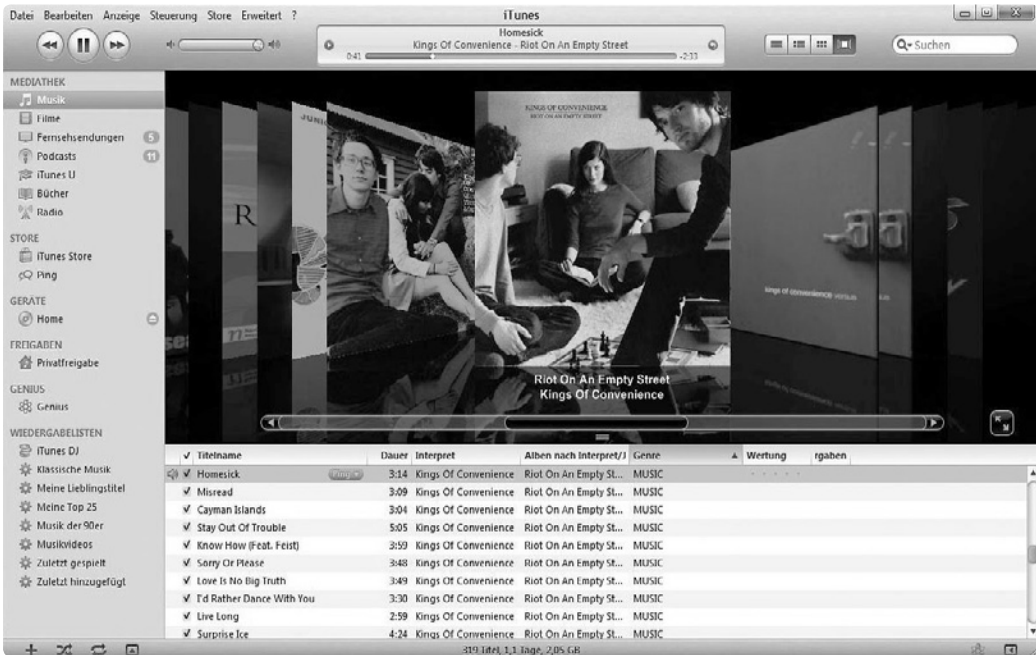 Datei Bearbeiten Anzeige Steuerung Store Erweitert ?
iTunes
Homesick
Kings Of Convenience - Riot On An Empty Street
0:41
-2:33
Suchen
MEDIATHEK
Musik
Filme
Fernsehsendungen 5
Podcasts 11
iTunes U
Bücher
Radio
STORE
iTunes Store
Ping
GERÄTE
Home
FREIGABEN
Privatfreigabe
GENIUS
Genius
WIEDERGABELISTEN
iTunes DJ
Klassische Musik
Meine Lieblingstitel
Meine Top 25
Musik der 90er
Musikvideos
Zuletzt gespielt
Zuletzt hinzugefügt
R
JUNI
KINGS OF CONVENIENCE
RIOT ON AN EMPTY STREET
kings of convenience versus
Riot On An Empty Street
Kings Of Convenience
Titelname Dauer Interpret Alben nach Interpret/J Genre Wertung rgaben
Homesick Ping 3:14 Kings Of Convenience Riot On An Empty St... MUSIC
Misread 3:09 Kings Of Convenience Riot On An Empty St... MUSIC
Cayman Islands 3:04 Kings Of Convenience Riot On An Empty St... MUSIC
Stay Out Of Trouble 5:05 Kings Of Convenience Riot On An Empty St... MUSIC
Know How (Feat. Feist) 3:59 Kings Of Convenience Riot On An Empty St... MUSIC
Sorry Or Please 3:48 Kings Of Convenience Riot On An Empty St... MUSIC
Love Is No Big Truth 3:49 Kings Of Convenience Riot On An Empty St... MUSIC
I'd Rather Dance With You 3:30 Kings Of Convenience Riot On An Empty St... MUSIC
Live Long 2:59 Kings Of Convenience Riot On An Empty St... MUSIC
Surprise Ice 4:24 Kings Of Convenience Riot On An Empty St... MUSIC
319 Titel, 1,1 Tage, 2,05 GB